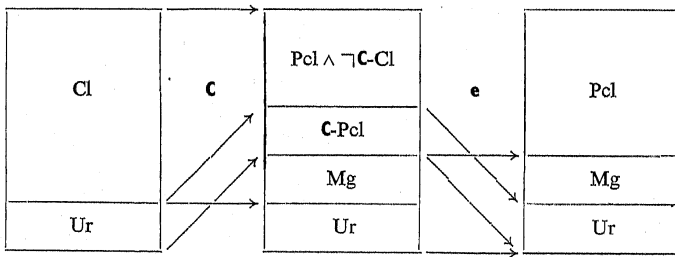 Pcl ∧ ¬C-Cl
Cl C e Pcl
C-Pcl
Mg Mg
Ur Ur Ur